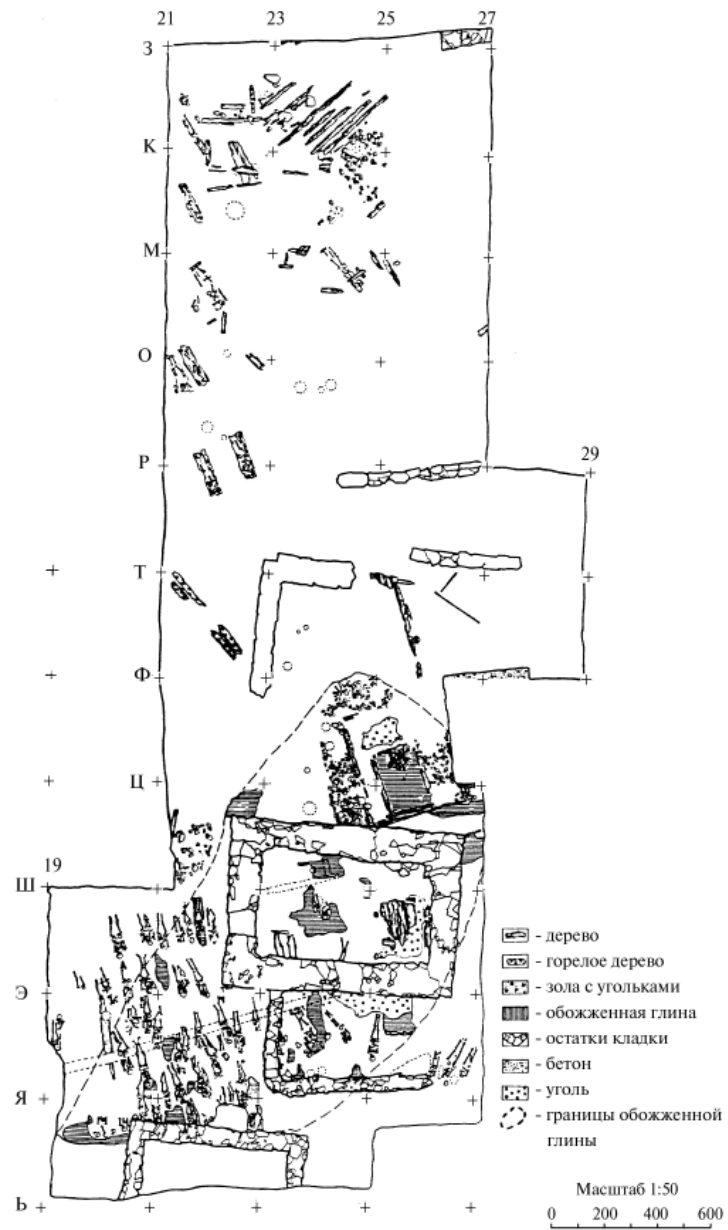 21 23 25 27
З
К
М
О
Р
29
Т
Ф
Ц
19
Ш
Э
Я
Ь
- дерево
- горелое дерево
- зола с угольками
- обожженная глина
- остатки кладки
- бетон
- уголь
- границы обожженной
глины
Масштаб 1:50
0 200 400 600